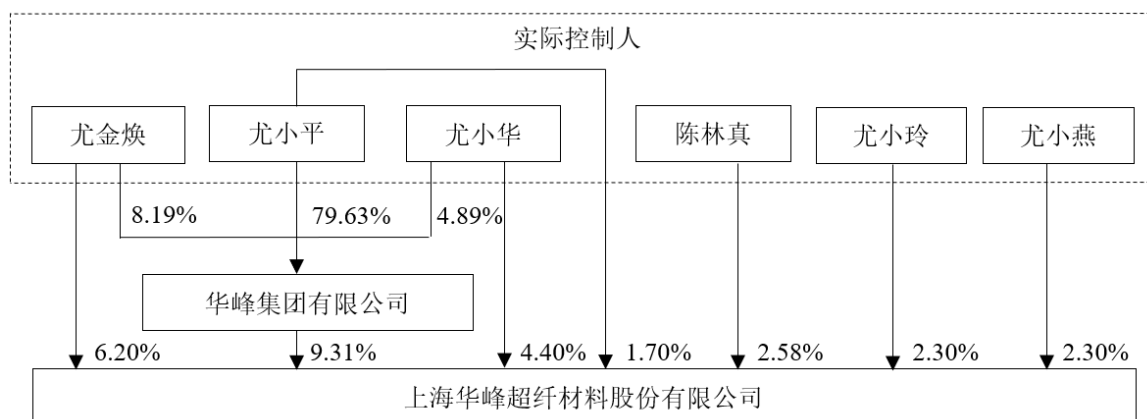 实际控制人
尤金焕
尤小平
尤小华
陈林真
尤小玲
尤小燕
8.19%
79.63%
4.89%
华峰集团有限公司
6.20%
9.31%
4.40%
1.70%
2.58%
2.30%
2.30%
上海华峰超纤材料股份有限公司